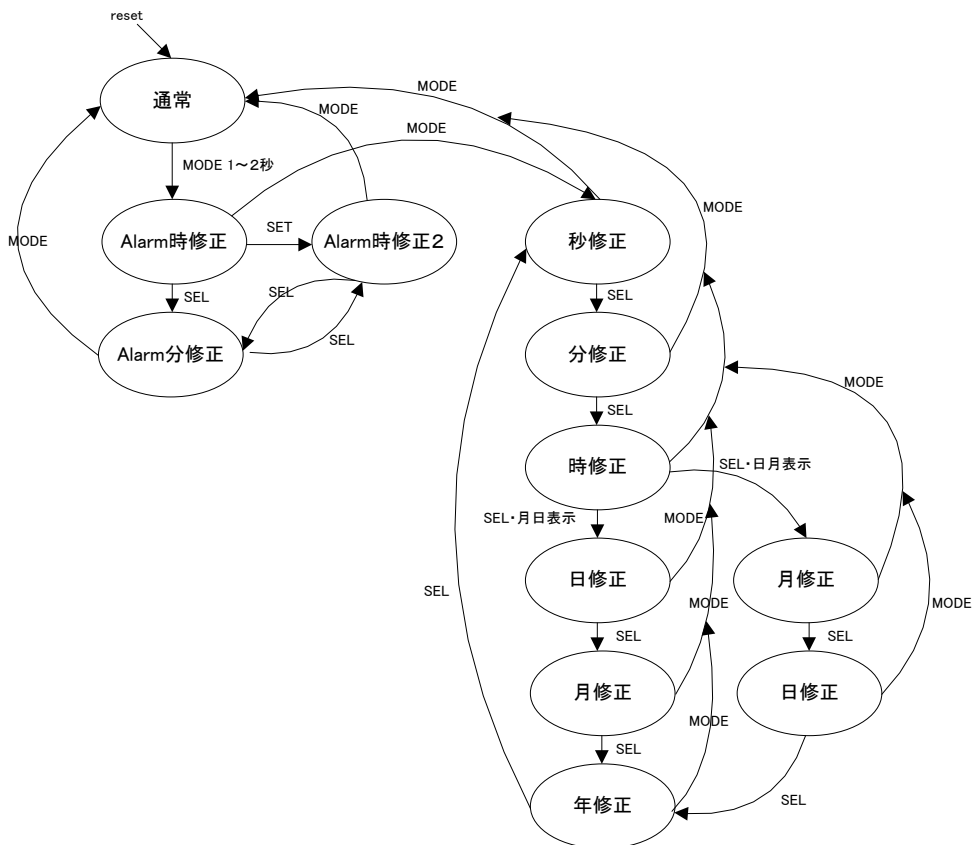 reset
通常
MODE
MODE
MODE
MODE 1～2秒
MODE
Alarm時修正
SET
Alarm時修正２
秒修正
MODE
SEL
SEL
SEL
SEL
Alarm分修正
分修正
MODE
SEL
時修正
SEL・日月表示
SEL・月日表示
MODE
日修正
月修正
SEL
MODE
MODE
SEL
SEL
月修正
日修正
MODE
SEL
年修正
SEL